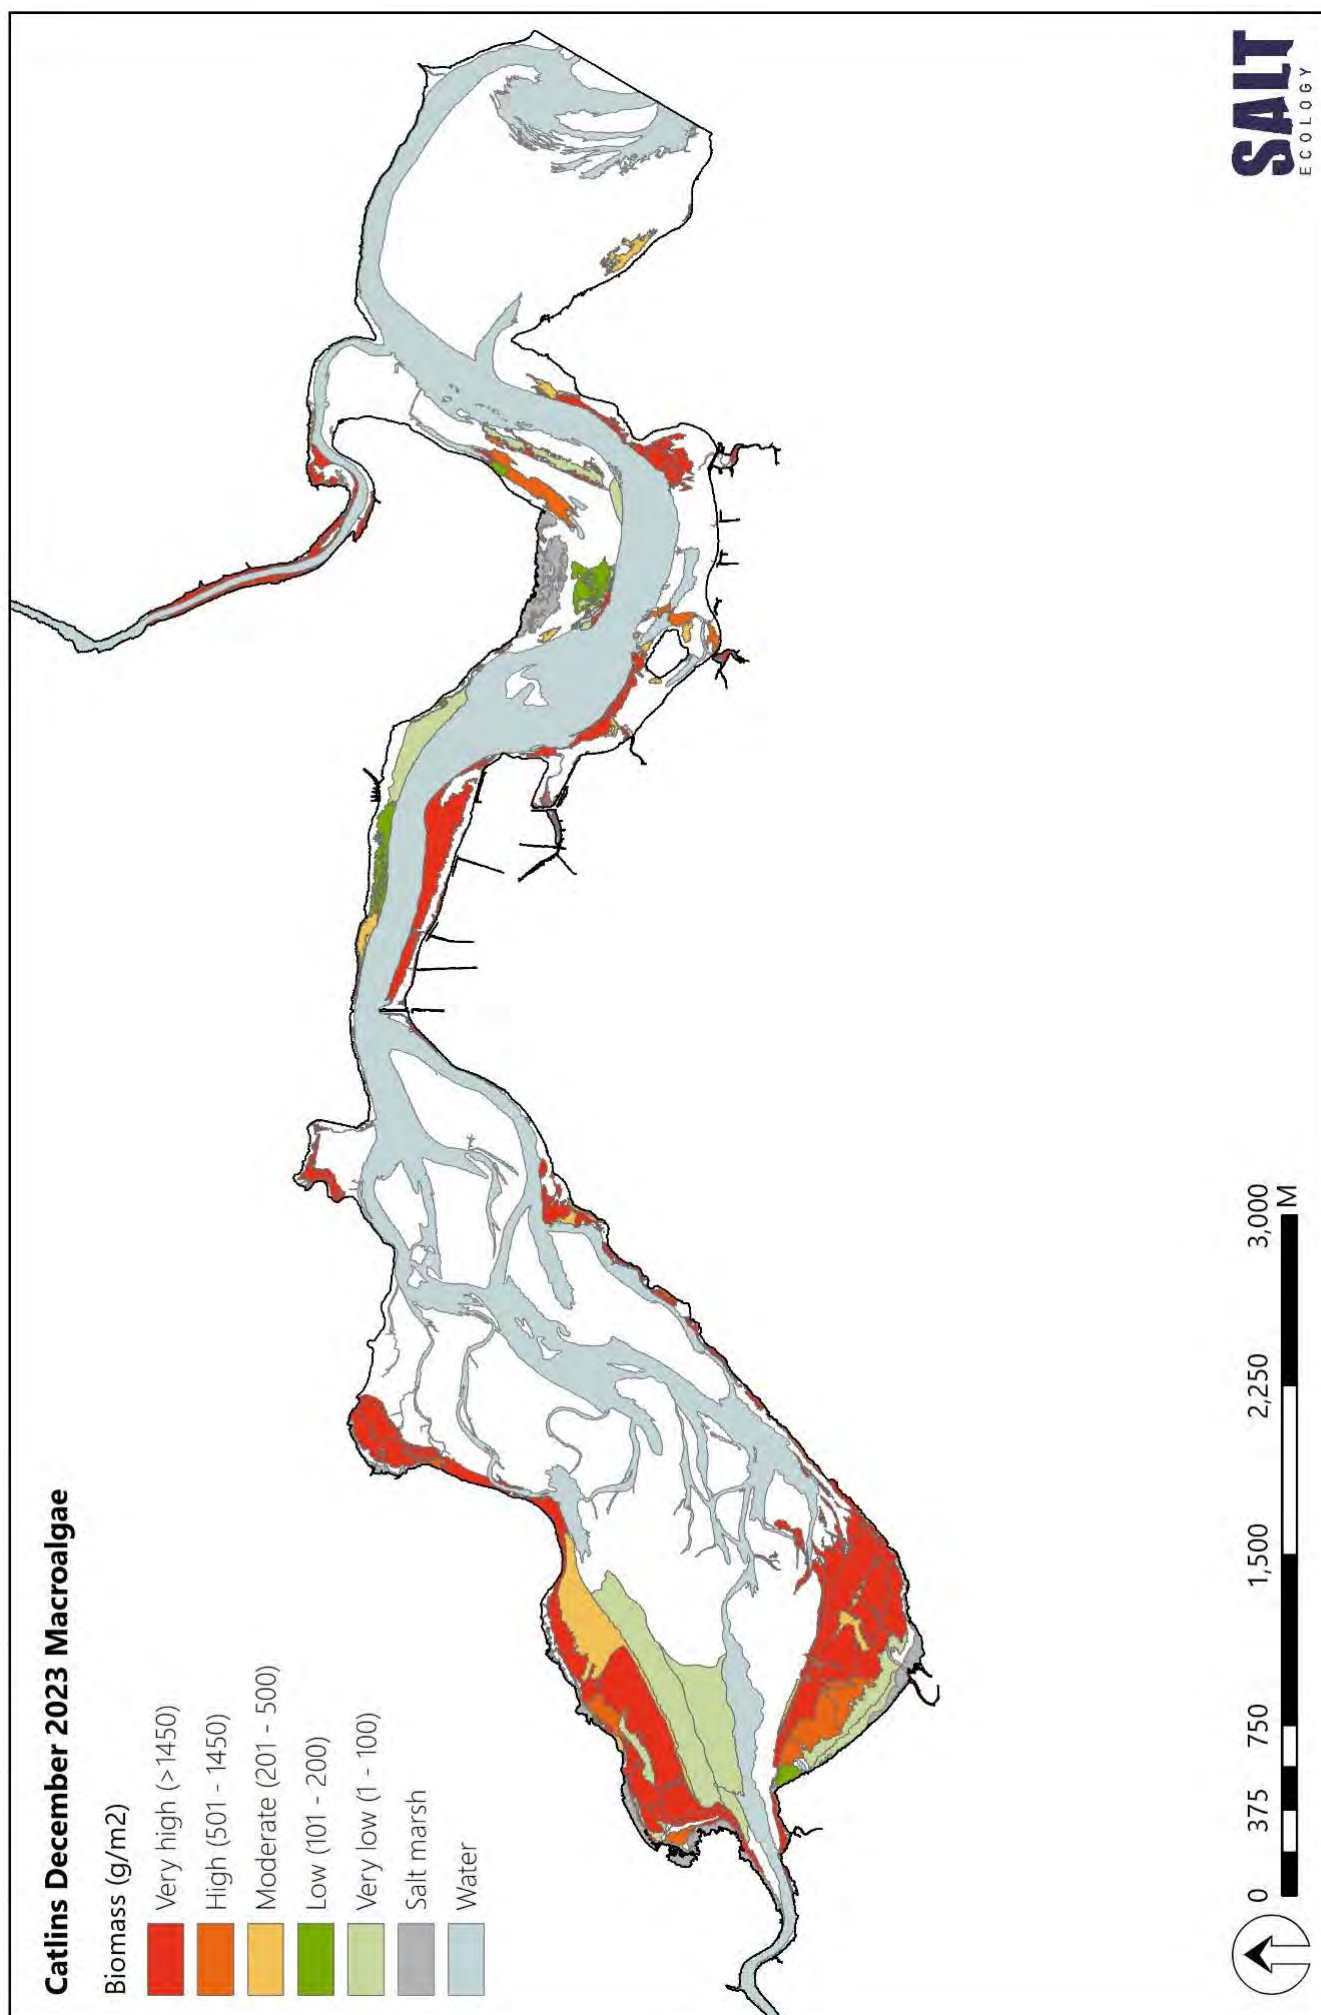 Catlins December 2023 Macroalgae
Biomass (g/m2)
Very high (>1450)
High (501 - 1450)
Moderate (201 - 500)
Low (101 - 200)
Very low (1 - 100)
Salt marsh
Water
0 375 750 1,500 2,250 3,000
M
SALT
ECOLOGY